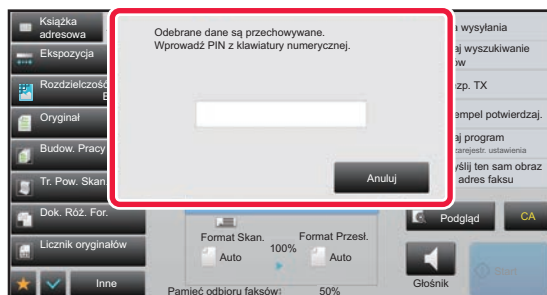 Książka
adresowa
Ekspozycja
Rozdzielczość
Oryginał
Budow. Pracy
Tr. Pow. Skan.
Dok. Róż. For.
Licznik oryginałów
Inne
Odebrane dane są przechowywane.
Wprowadź PIN z klawiatury numerycznej.
Anuluj
wysyłania
wyszukiwanie
TX
potwierdzaj.
program
zarejestr. ustawienia
ten sam obraz
adres faksu
Podgląd
CA
Głośnik
Start
Format Skan.
Auto
100%
Format Przesł.
Auto
Pamięć odbioru faksów: 50%